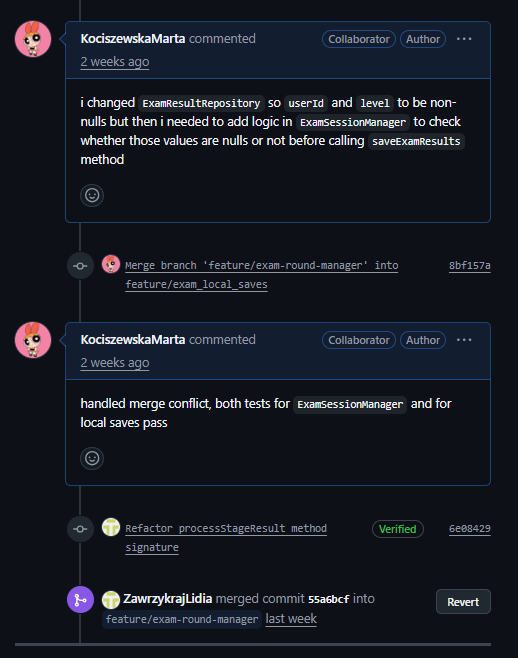 KociszewskaMarta commented Collaborator Author
2 weeks ago
i changed ExamResultRepository so userId and level to be non-
nulls but then i needed to add logic in ExamSessionManager to check
whether those values are nulls or not before calling saveExamResults
method
Merge branch 'feature/exam-round-manager' into 8bf157a
feature/exam_local_saves
KociszewskaMarta commented Collaborator Author
2 weeks ago
handled merge conflict, both tests for ExamSessionManager and for
local saves pass
Refactor processStageResult method Verified 6e08429
signature
ZawrzykrajLidia merged commit 55a6bcf into Revert
feature/exam-round-manager last week